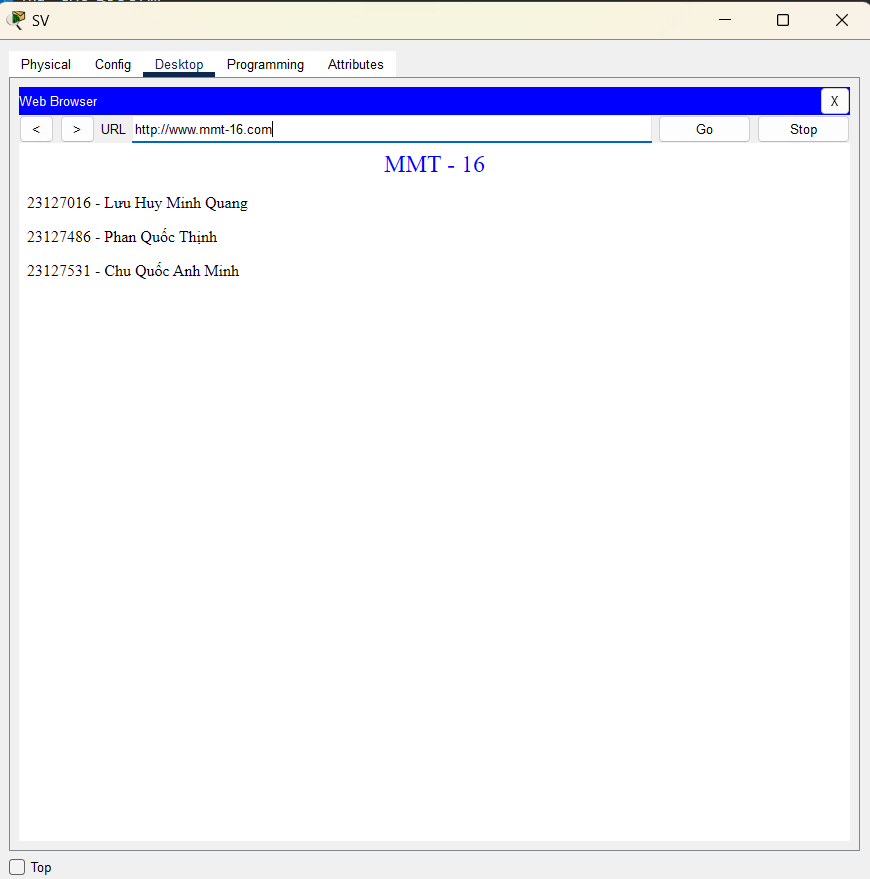 SV
Physical Config Desktop Programming Attributes
Web Browser X
< > URL http://www.mmt-16.com Go Stop
MMT - 16
23127016 - Lưu Huy Minh Quang
23127486 - Phan Quốc Thịnh
23127531 - Chu Quốc Anh Minh
Top